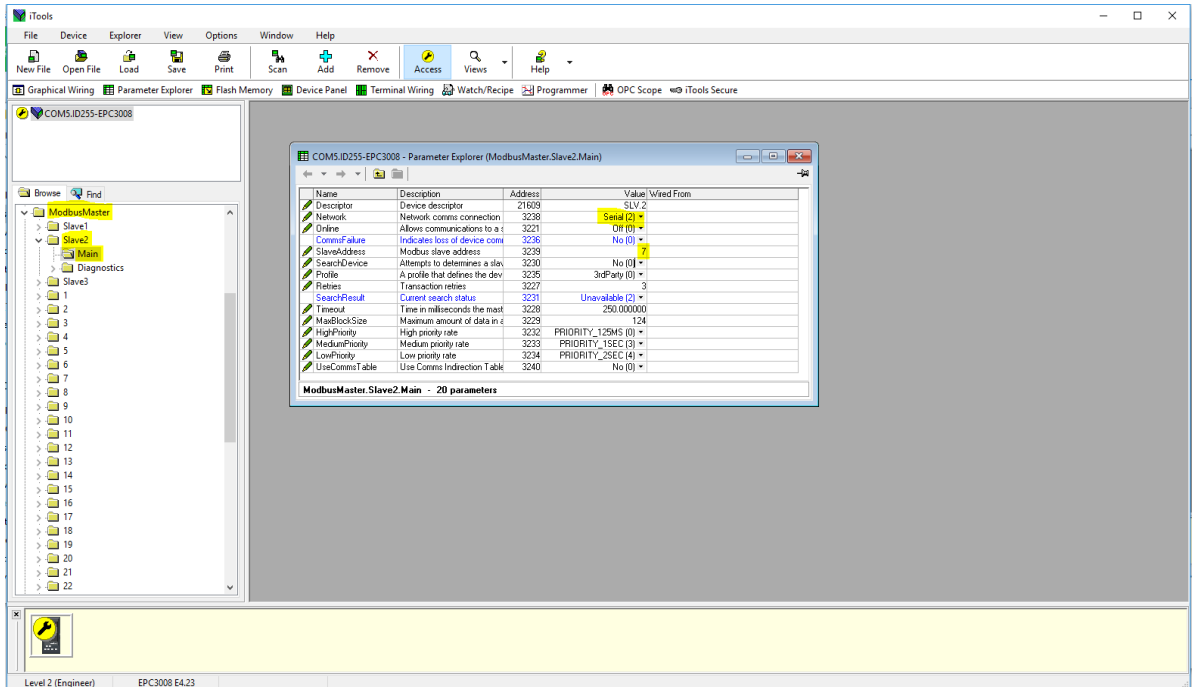 iTools
File Device Explorer View Options Window Help
New File Open File Load Save Print Scan Add Remove Access Views Help
Graphical Wiring Parameter Explorer Flash Memory Device Panel Terminal Wiring Watch/Recipe Programmer OPC Scope iTools Secure
COM5.ID255-EPC3008
Browse Find
ModbusMaster
Slave1
Slave2
Main
Diagnostics
Slave3
1
2
3
4
5
6
7
8
9
10
11
12
13
14
15
16
17
18
19
20
21
22
COM5.ID255-EPC3008 - Parameter Explorer (ModbusMaster.Slave2.Main)
Name Description Address Value Wired From
Descriptor Device descriptor 21609 SLV.2
Network Network comms connection 3238 Serial (2)
Online Allows communications to a s 3221 Off (0)
CommsFailure Indicates loss of device comm 3236 No (0)
SlaveAddress Modbus slave address 3239 7
SearchDevice Attempts to determines a slav 3230 No (0)
Profile A profile that defines the dev 3235 3rdParty (0)
Retries Transaction retries 3227 3
SearchResult Current search status 3231 Unavailable (2)
Timeout Time in milliseconds the mast 3228 250.000000
MaxBlockSize Maximum amount of data in a 3229 124
HighPriority High priority rate 3232 PRIORITY_125MS (0)
MediumPriority Medium priority rate 3233 PRIORITY_1SEC (3)
LowPriority Low priority rate 3234 PRIORITY_2SEC (4)
UseCommsTable Use Comms Indirection Table 3240 No (0)
ModbusMaster.Slave2.Main - 20 parameters
Level 2 (Engineer) EPC3008 E4.23